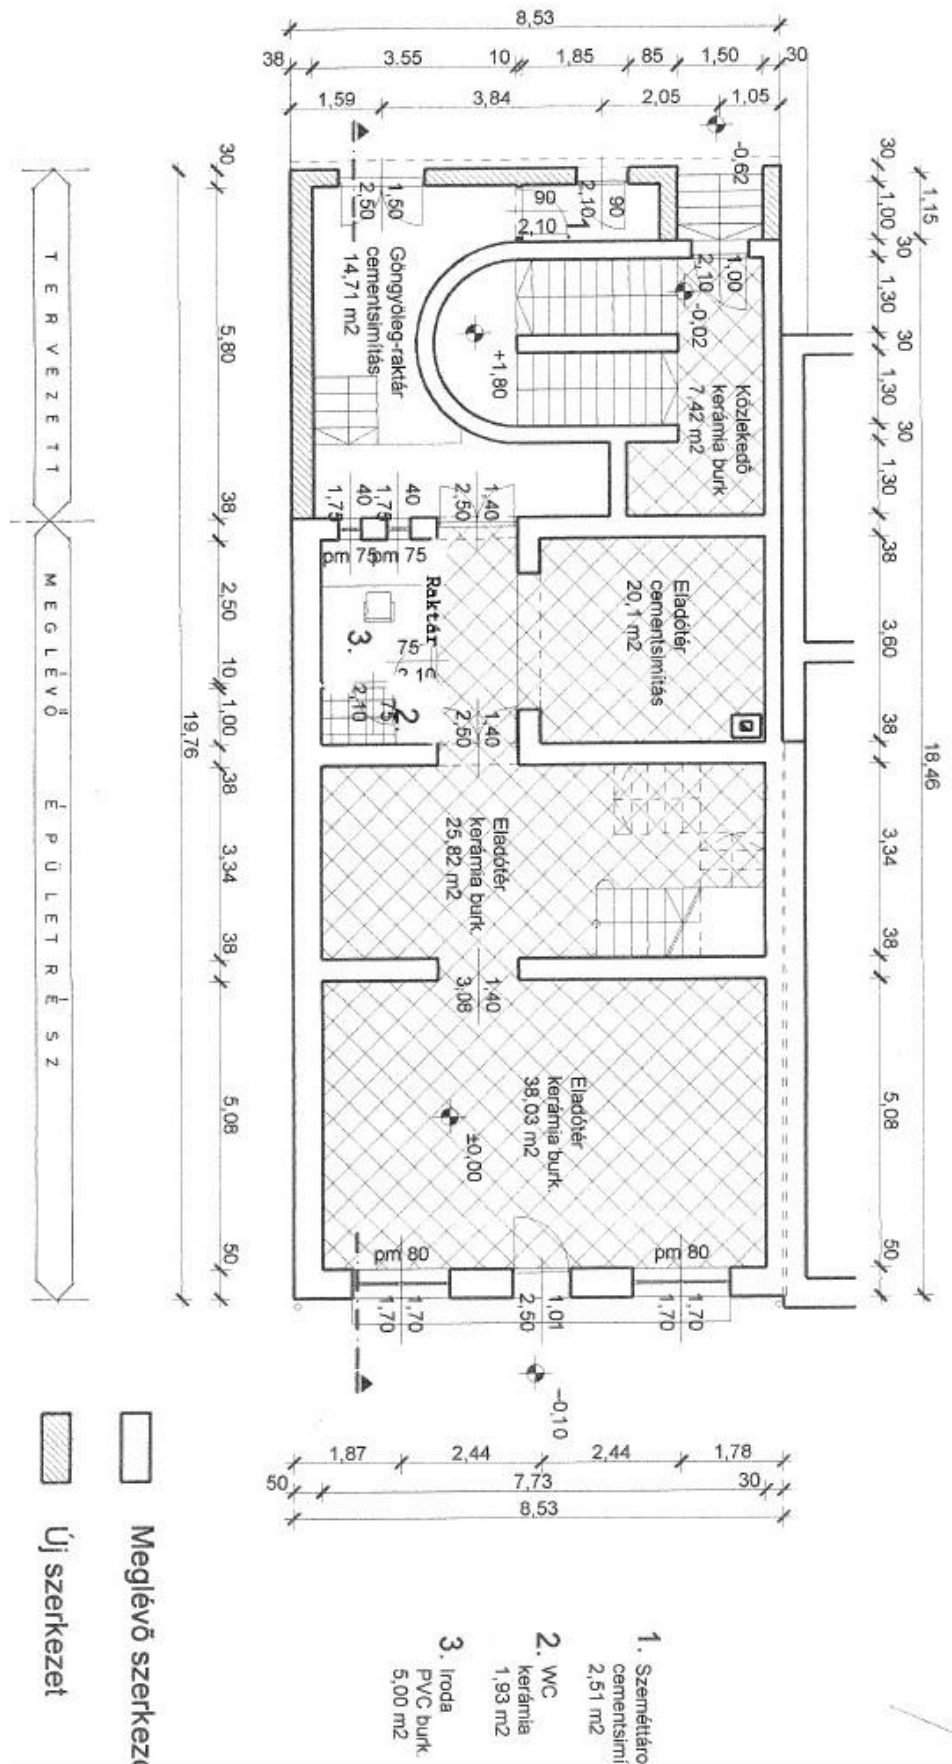 8,53
38 3.55 10 1,85 85 1,50 30
1,59 3,84 2,05 1,05
-0,62
30 5,80 38 2,50 10 1,00 38 3,34 38 5,08 50
19,76
30 1,00 30 1,30 30 1,30 30 1,30 38 3,60 38 3,34 38 5,08 50
1,15 18,46
TERVEZETT
MEGLÉVŐ ÉPÜLETRÉSZ
1,50
2,50
90
2,10
90
2,10
1
1,00
2,10
-0,02
+1,80
Göngyöleg-raktár
cementsimítás
14,71 m2
Közlekedő
kerámia burk
7,42 m2
40
1,75
40
1,75
1,40
2,50
pm 75
pm 75
Raktár
3.
75
2.
75
2,10
1,40
2,50
Eladótér
cementsimítás
20,1 m2
Eladótér
kerámia burk.
25,82 m2
1,40
3,08
Eladótér
kerámia burk.
38,03 m2
±0,00
pm 80
pm 80
1,70
1,70
1,01
2,50
1,70
1,70
-0,10
1,87 2,44 2,44 1,78
50 7,73 30
8,53
Meglévő
Új szerkezet
1. 
2,51 m2
2. WC
kerámia
1,93 m2
3. Iroda
PVC burk.
5,00 m2